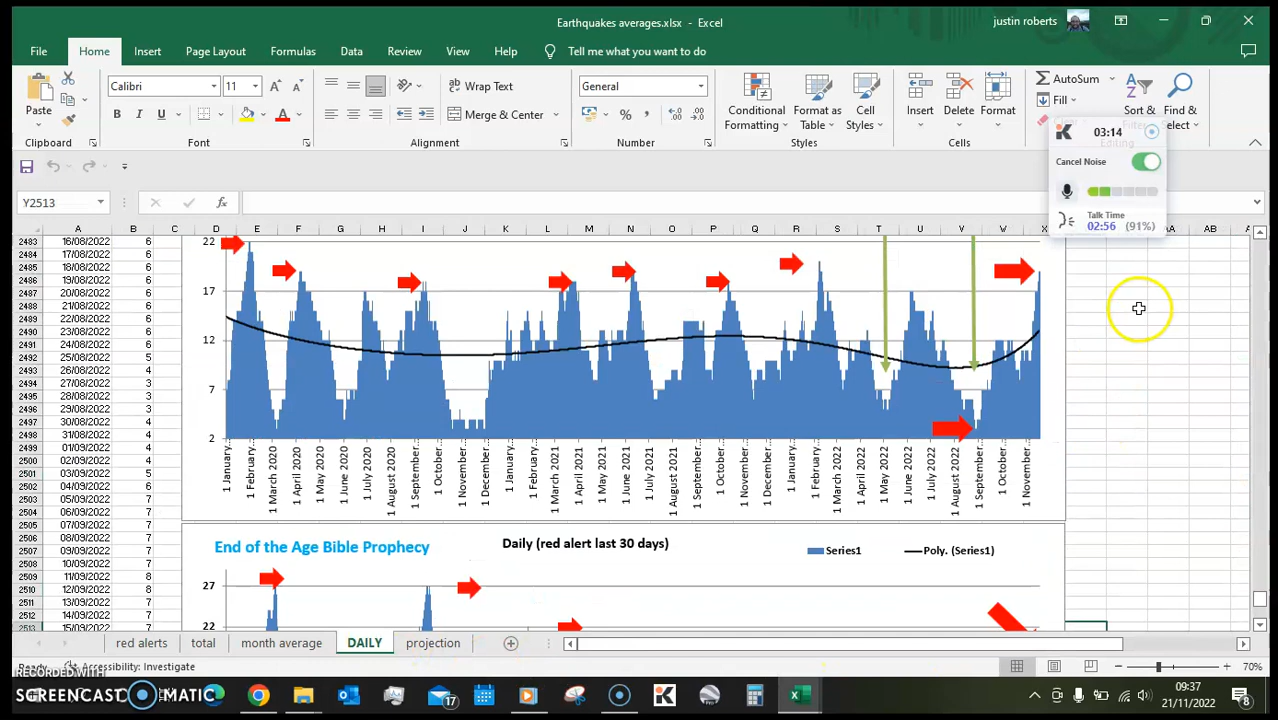 Earthquakes averages.xlsx - Excel
justin roberts
File Home Insert Page Layout Formulas Data Review View Help Tell me what you want to do
Paste
Clipboard
Calibri 11
B I U
Font
Wrap Text
Merge & Center
Alignment
General
Number
Conditional Formatting
Format as Table
Cell Styles
Styles
Insert Delete Format
Cells
AutoSum
Fill
Sort &
Find & Select
Editing
03:14
Cancel Noise
Talk Time
02:56 (91%)
Y2513
A B C D E F G H I J K L M N O P Q R S T U V W X Y Z AA AB
2483 16/08/2022 6
2484 17/08/2022 6
2485 18/08/2022 6
2486 19/08/2022 6
2487 20/08/2022 6
2488 21/08/2022 6
2489 22/08/2022 6
2490 23/08/2022 6
2491 24/08/2022 6
2492 25/08/2022 5
2493 26/08/2022 4
2494 27/08/2022 3
2495 28/08/2022 3
2496 29/08/2022 3
2497 30/08/2022 4
2498 31/08/2022 4
2499 01/09/2022 4
2500 02/09/2022 4
2501 03/09/2022 5
2502 04/09/2022 6
2503 05/09/2022 7
2504 06/09/2022 7
2505 07/09/2022 7
2506 08/09/2022 7
2507 09/09/2022 7
2508 10/09/2022 7
2509 11/09/2022 8
2510 12/09/2022 8
2511 13/09/2022 7
2512 14/09/2022 7
2513 15/09/2022 7
22
17
12
7
2
1 January...
1 February...
1 March 2020
1 April 2020
1 May 2020
1 June 2020
1 July 2020
1 August 2020
1 September...
1 October...
1 November...
1 December...
1 January...
1 February...
1 March 2021
1 April 2021
1 May 2021
1 June 2021
1 July 2021
1 August 2021
1 September...
1 October...
1 November...
1 December...
1 January...
1 February...
1 March 2022
1 April 2022
1 May 2022
1 June 2022
1 July 2022
1 August 2022
1 September...
1 October...
1 November...
End of the Age Bible Prophecy
Daily (red alert last 30 days)
Series1
Poly. (Series1)
27
22
red alerts total month average DAILY projection
Ready Accessibility: Investigate
70%
RECORDED WITH
SCREENCAST MATIC
17
09:37
21/11/2022
8